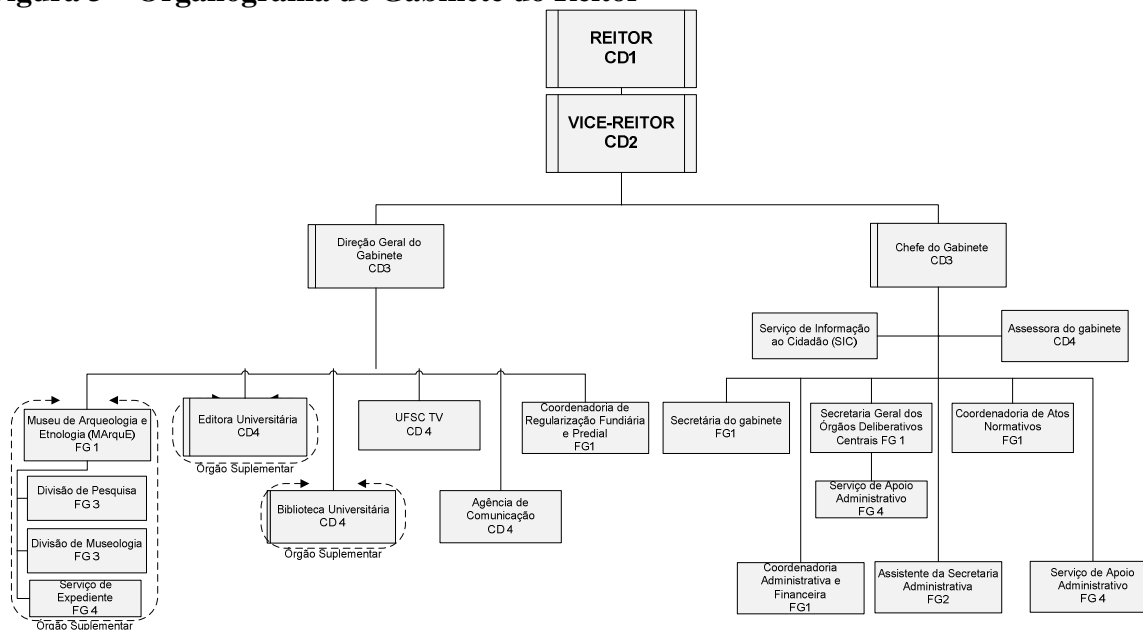 Figura 3 – Organograma do Gabinete do Reitor
REITOR
CD1
VICE-REITOR
CD2
Direção Geral do
Gabinete
CD3
Chefe do Gabinete
CD3
Serviço de Informação
ao Cidadão (SIC)
Assessora do gabinete
CD4
Museu de Arqueologia e
Etnologia (MArquE)
FG 1
Divisão de Pesquisa
FG 3
Divisão de Museologia
FG 3
Serviço de
Expediente
FG 4
Órgão Suplementar
Editora Universitária
CD4
Órgão Suplementar
Biblioteca Universitária
CD 4
Órgão Suplementar
UFSC TV
CD 4
Agência de
Comunicação
CD 4
Coordenadoria de
Regularização Fundiária
e Predial
FG1
Secretária do gabinete
FG1
Secretaria Geral dos
Órgãos Deliberativos
Centrais FG 1
Serviço de Apoio
Administrativo
FG 4
Coordenadoria de Atos
Normativos
FG1
Coordenadoria
Administrativa e
Financeira
FG1
Assistente da Secretaria
Administrativa
FG2
Serviço de Apoio
Administrativo
FG 4